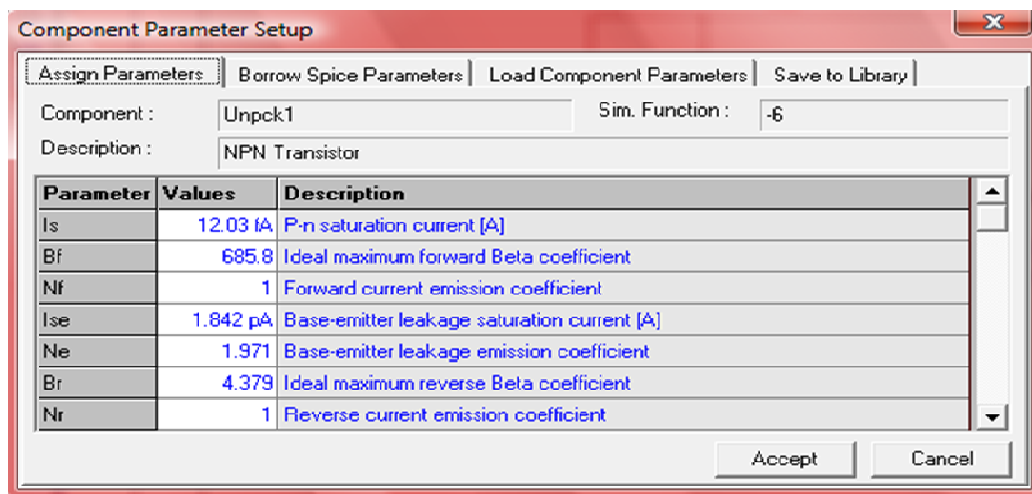 Component Parameter Setup
Assign Parameters Borrow Spice Parameters Load Component Parameters Save to Library
Component : Unpck1 Sim. Function : -6
Description : NPN Transistor
Parameter Values Description
Is 12.03 fA P-n saturation current [A]
Bf 685.8 Ideal maximum forward Beta coefficient
Nf 1 Forward current emission coefficient
Ise 1.842 pA Base-emitter leakage saturation current [A]
Ne 1.971 Base-emitter leakage emission coefficient
Br 4.379 Ideal maximum reverse Beta coefficient
Nr 1 Reverse current emission coefficient
Accept Cancel